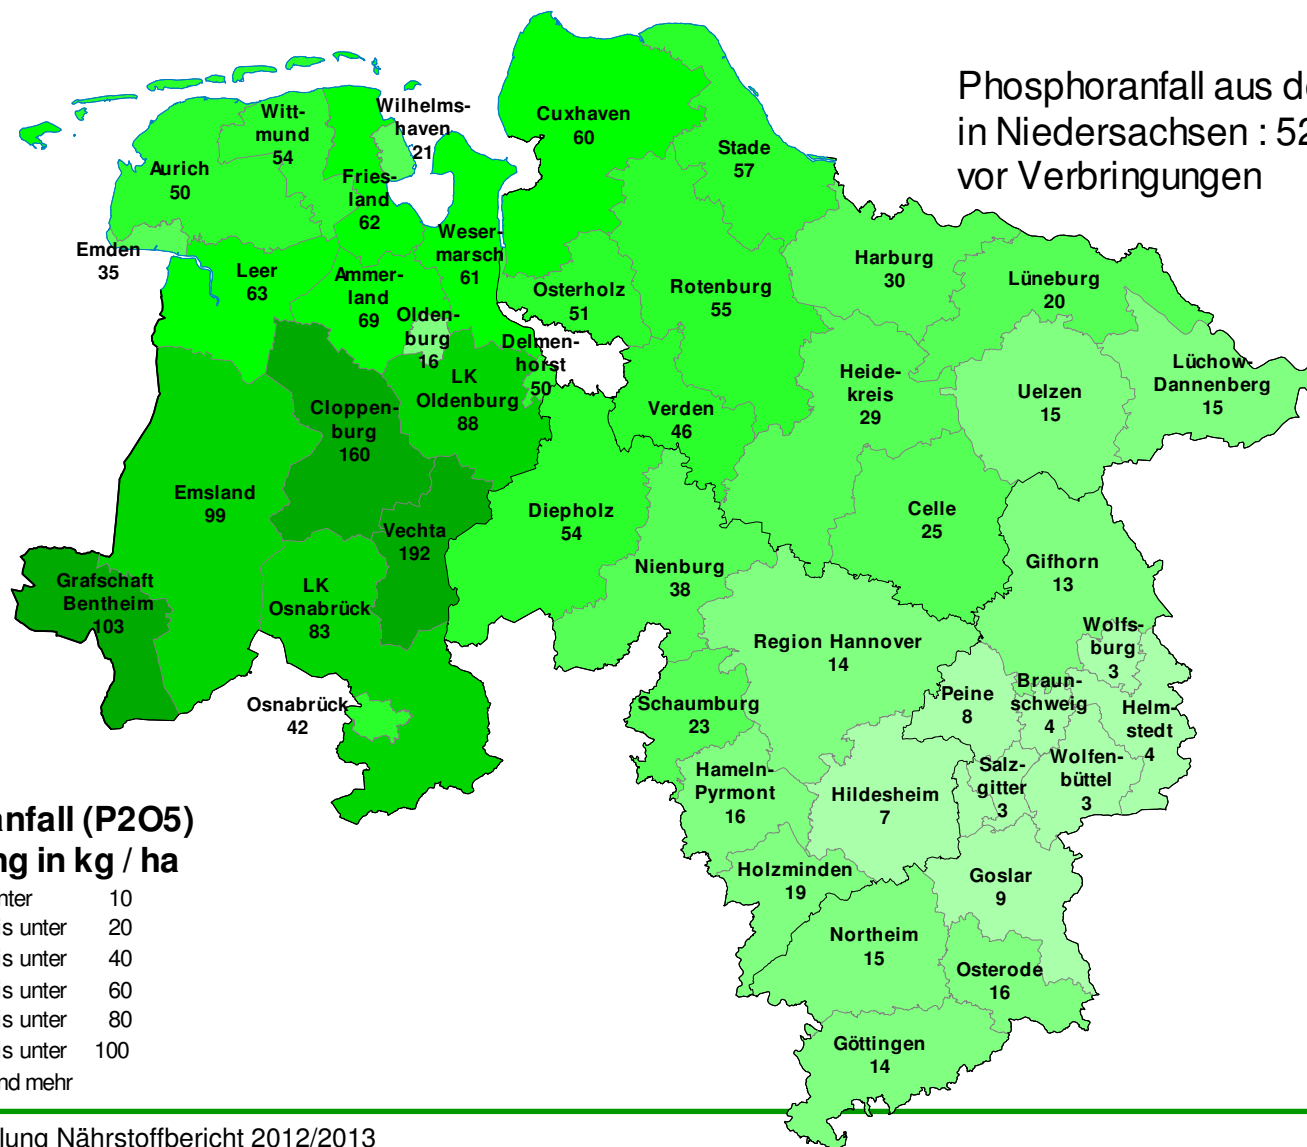 Phosphoranfall aus de
in Niedersachsen : 52
vor Verbringungen
Witt-
mund
54
Wilhelms-
haven
21
Cuxhaven
60
Stade
57
Aurich
50
Fries-
land
62
Emden
35
Leer
63
Weser-
marsch
61
Ammer-
land
69
Olden-
burg
16
Osterholz
51
Rotenburg
55
Harburg
30
Lüneburg
20
Delmen-
horst
50
LK
Oldenburg
88
Heide-
kreis
29
Uelzen
15
Lüchow-
Dannenberg
15
Cloppen-
burg
160
Verden
46
Emsland
99
Vechta
192
Diepholz
54
Celle
25
Nienburg
38
Gifhorn
13
Grafschaft
Bentheim
103
LK
Osnabrück
83
Region Hannover
14
Wolfs-
burg
3
Osnabrück
42
Schaumburg
23
Peine
8
Braun-
schweig
4
Helm-
stedt
4
Hameln-
Pyrmont
16
Hildesheim
7
Salz-
gitter
3
Wolfen-
büttel
3
Holzminden
19
Goslar
9
Northeim
15
Osterode
16
Göttingen
14
anfall (P2O5)
ng in kg / ha
nter 10
is unter 20
is unter 40
is unter 60
is unter 80
is unter 100
nd mehr
lung Nährstoffbericht 2012/2013